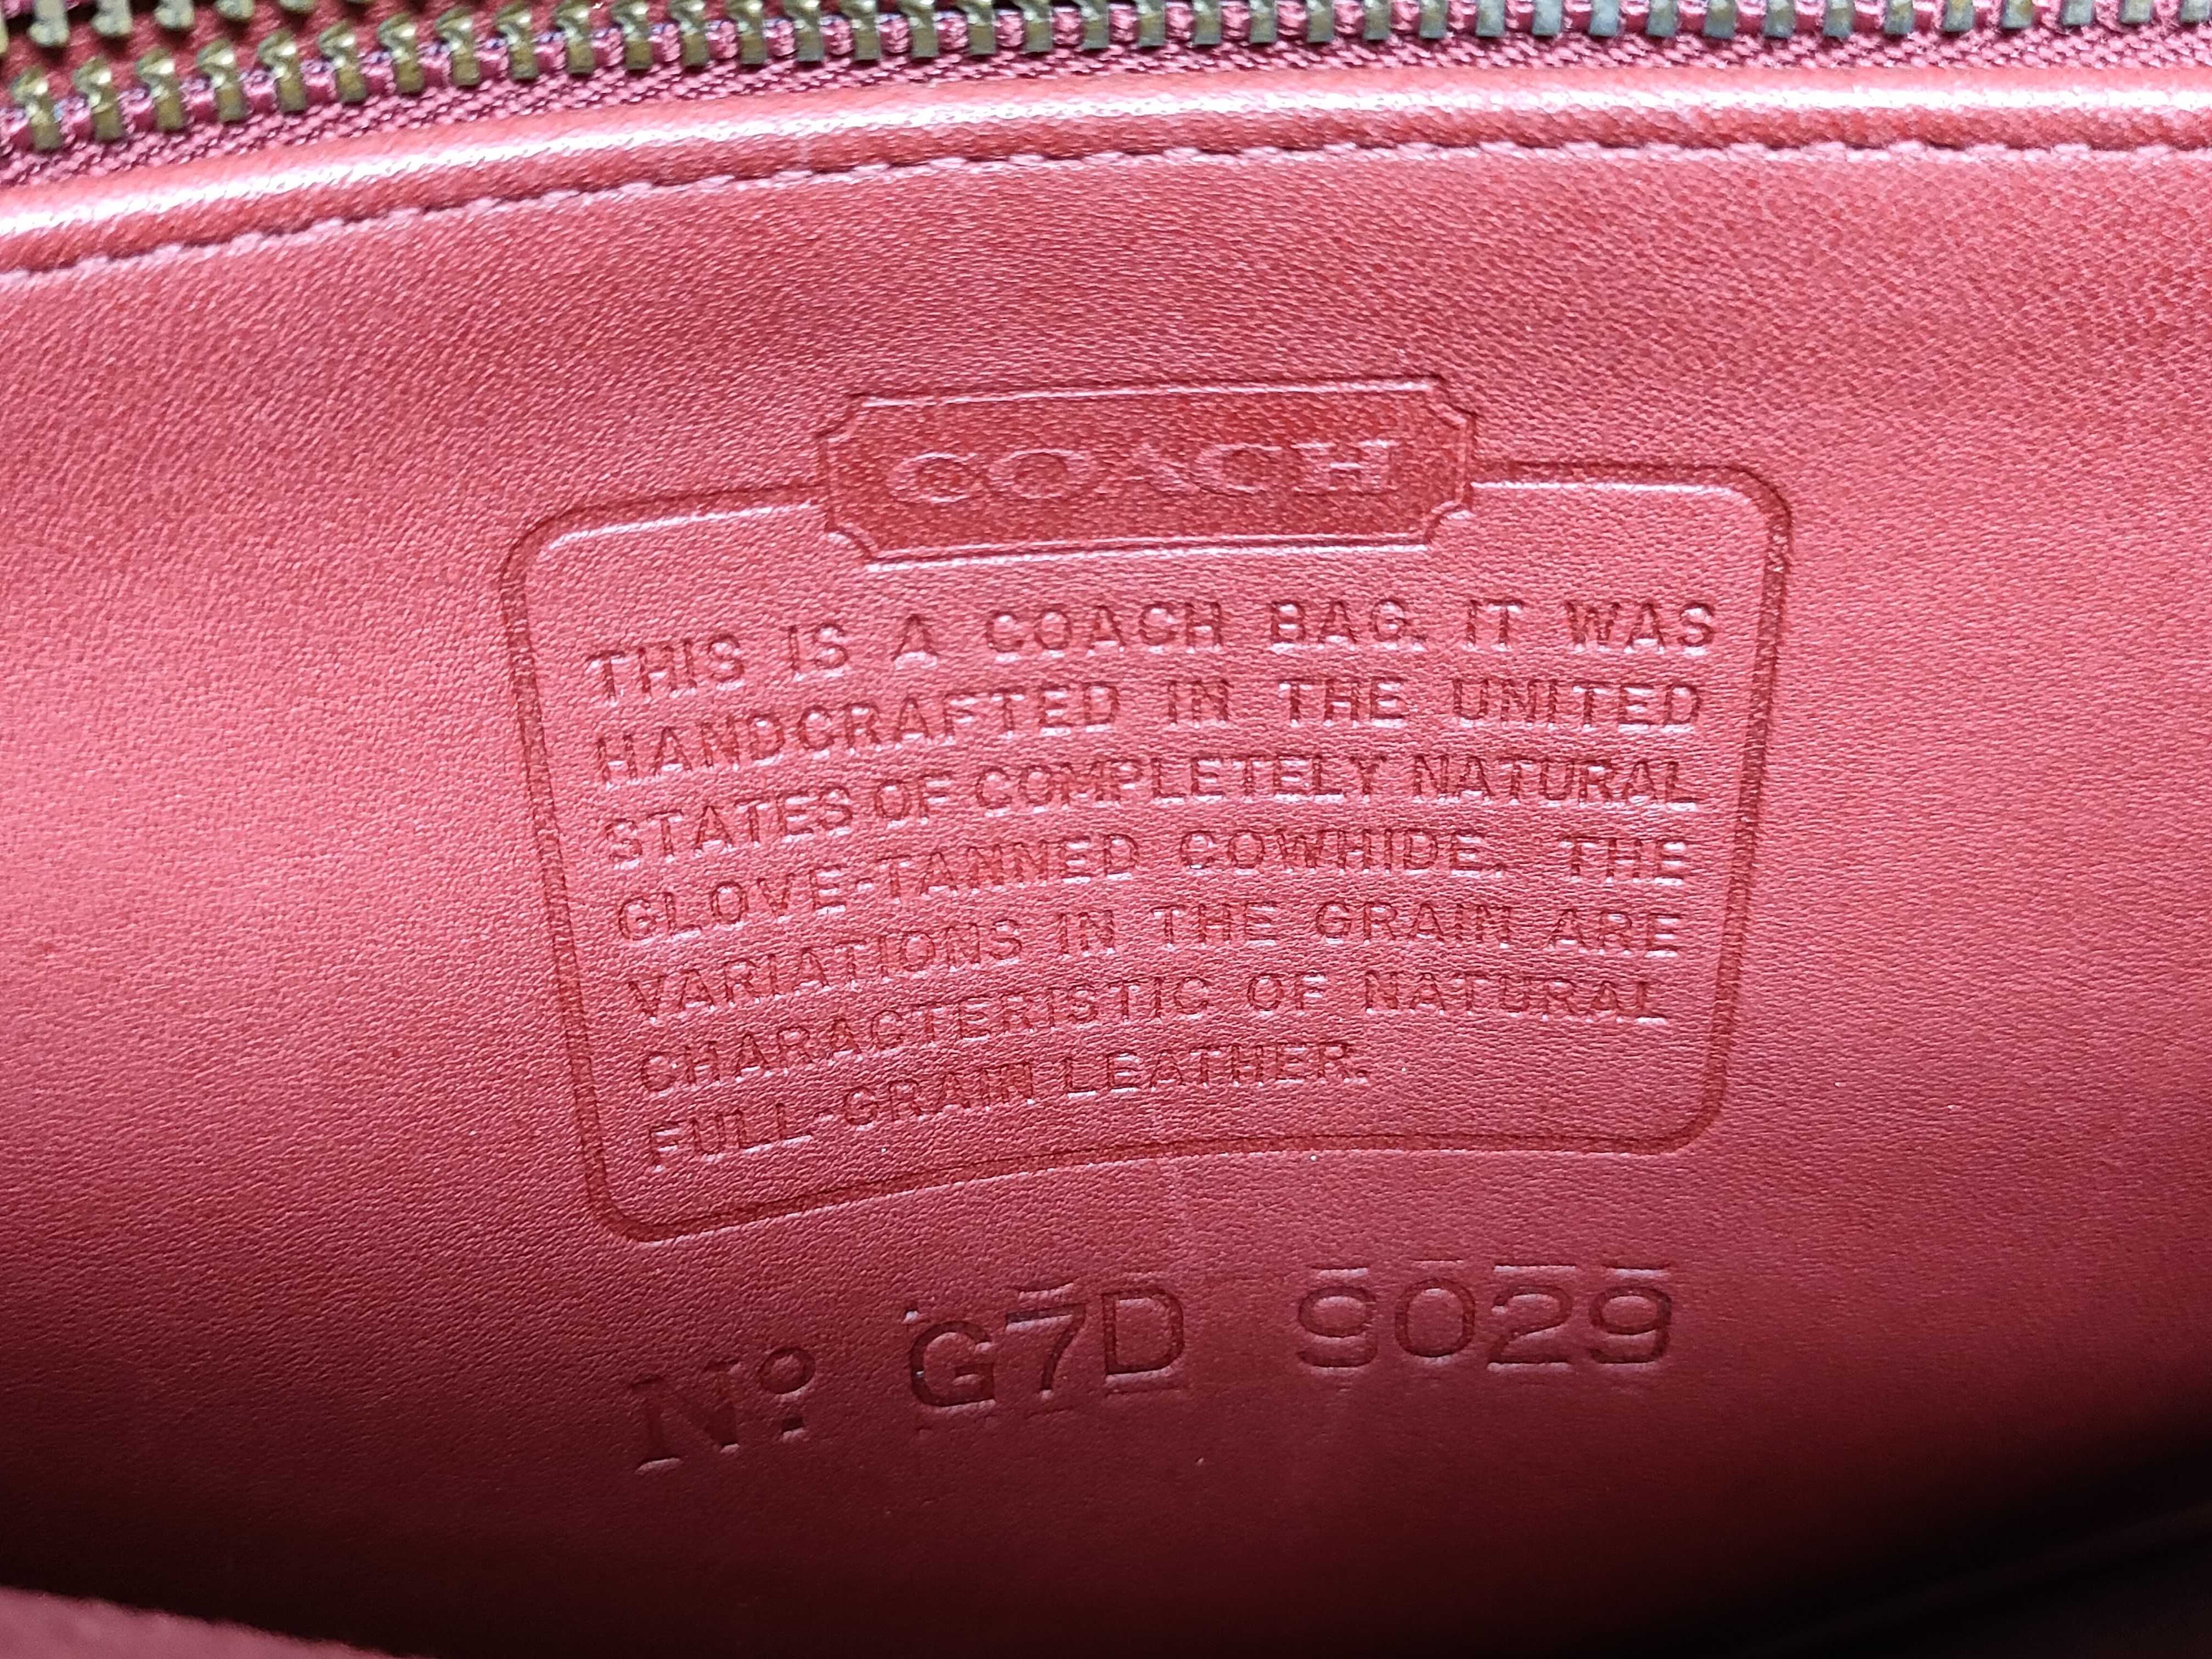 COACH
THIS IS A COACH BAG. IT WAS
HANDCRAFTED IN THE UNITED
STATES OF COMPLETELY NATURAL
GLOVE-TANNED COWHIDE. THE
VARIATIONS IN THE GRAIN ARE
CHARACTERISTIC OF NATURAL
FULL-GRAIN LEATHER.
No G7D 9029